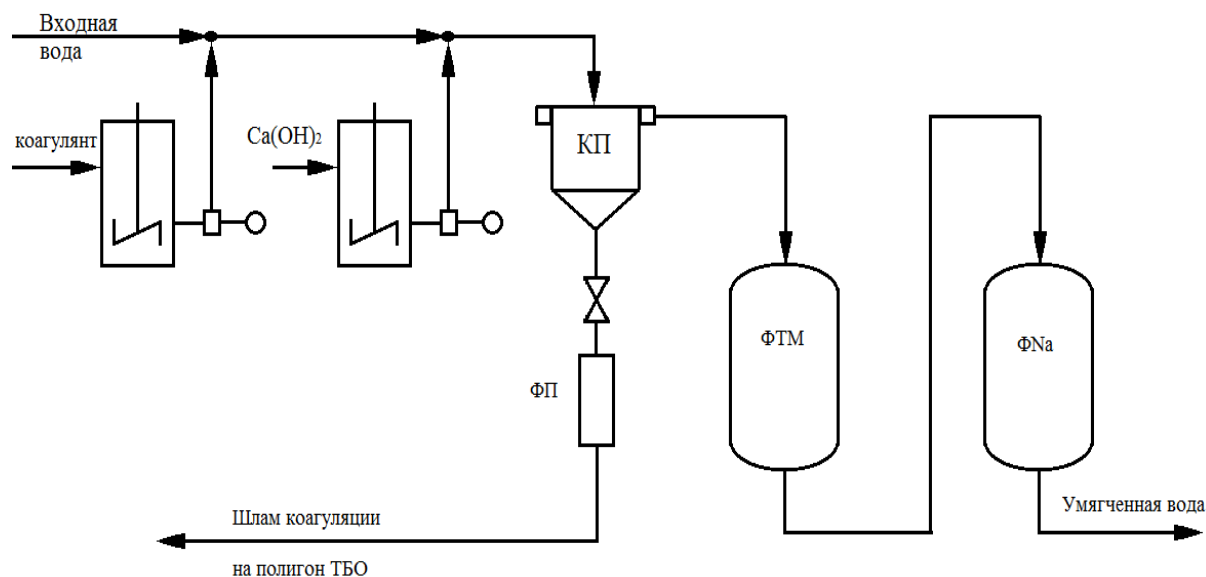 Входная
вода
коагулянт
Ca(OH)₂
КП
ФТМ
ФNa
ФП
Умягченная вода
Шлам коагуляции
на полигон ТБО